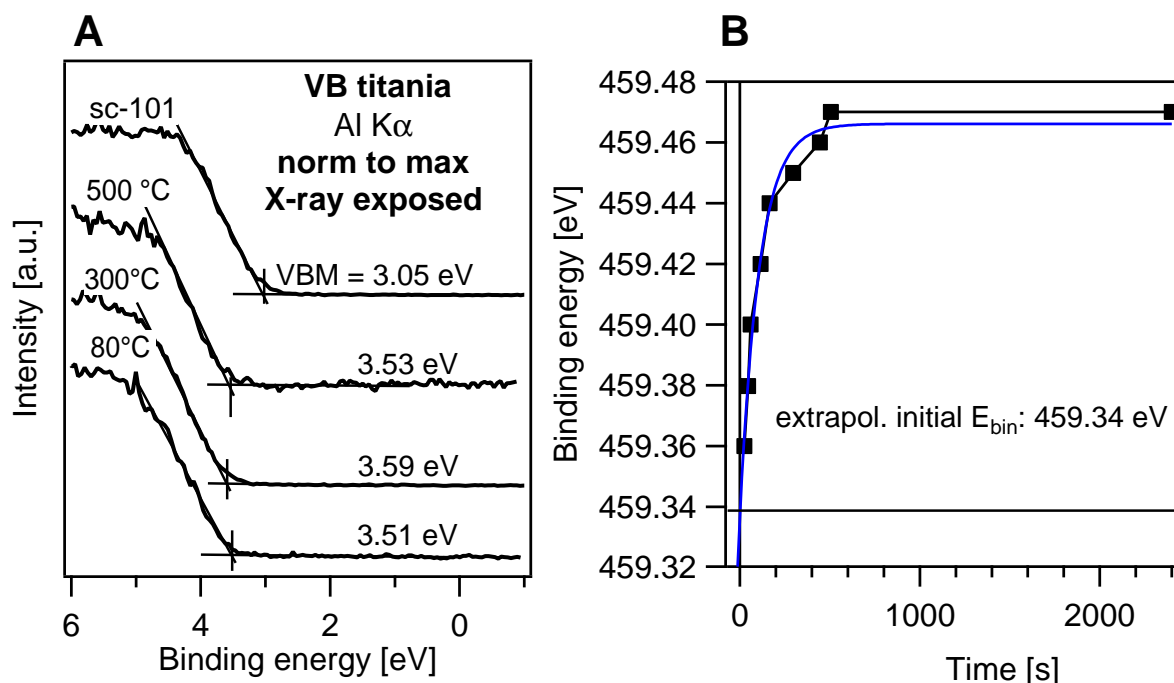 A
VB titania
Al Kα
norm to max
X-ray exposed
sc-101
500 °C
300°C
80°C
VBM = 3.05 eV
3.53 eV
3.59 eV
3.51 eV
Intensity [a.u.]
6
4
2
0
Binding energy [eV]
B
459.48
459.46
459.44
459.42
459.40
459.38
459.36
459.34
459.32
Binding energy [eV]
extrapol. initial E_bin: 459.34 eV
0
1000
2000
Time [s]